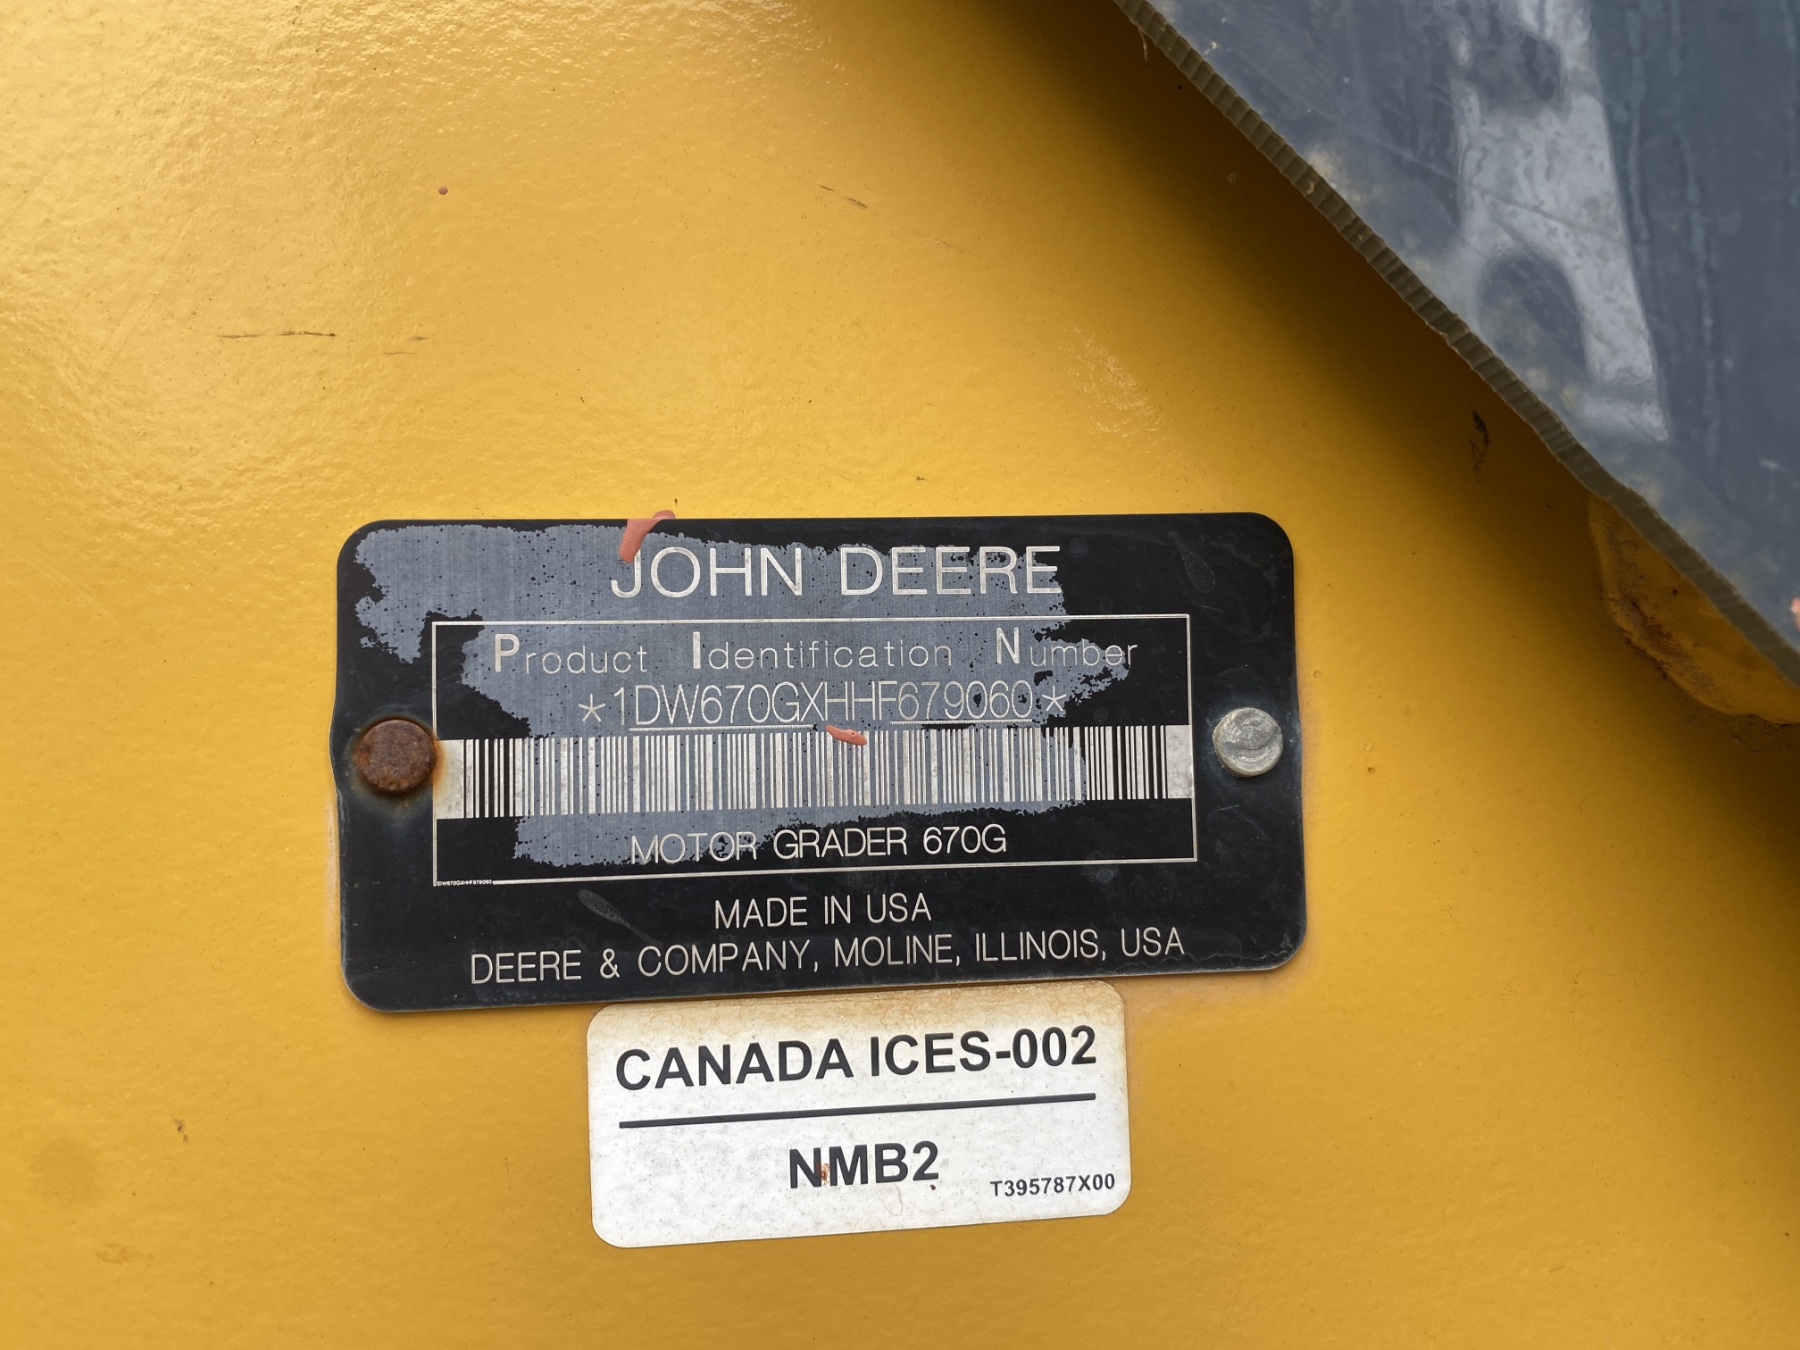 JOHN DEERE
Product Identification Number
*1DW670GXHHF679060*
MOTOR GRADER 670G
1DW670GXHHF679060
MADE IN USA
DEERE & COMPANY, MOLINE, ILLINOIS, USA
CANADA ICES-002
NMB2
T395787X00